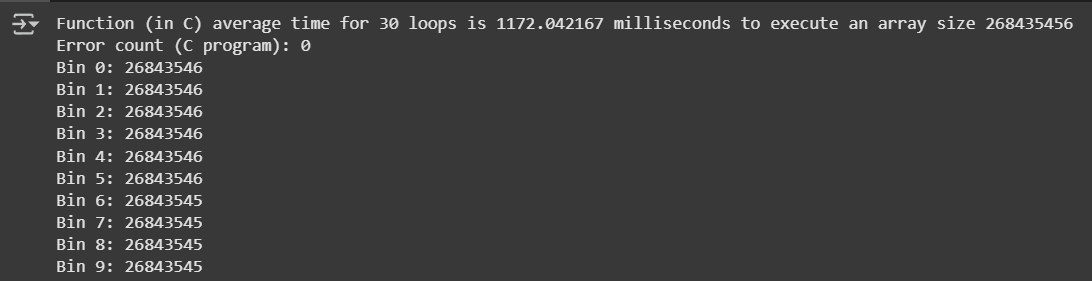 Function (in C) average time for 30 loops is 1172.042167 milliseconds to execute an array size 268435456
Error count (C program): 0
Bin 0: 26843546
Bin 1: 26843546
Bin 2: 26843546
Bin 3: 26843546
Bin 4: 26843546
Bin 5: 26843546
Bin 6: 26843545
Bin 7: 26843545
Bin 8: 26843545
Bin 9: 26843545